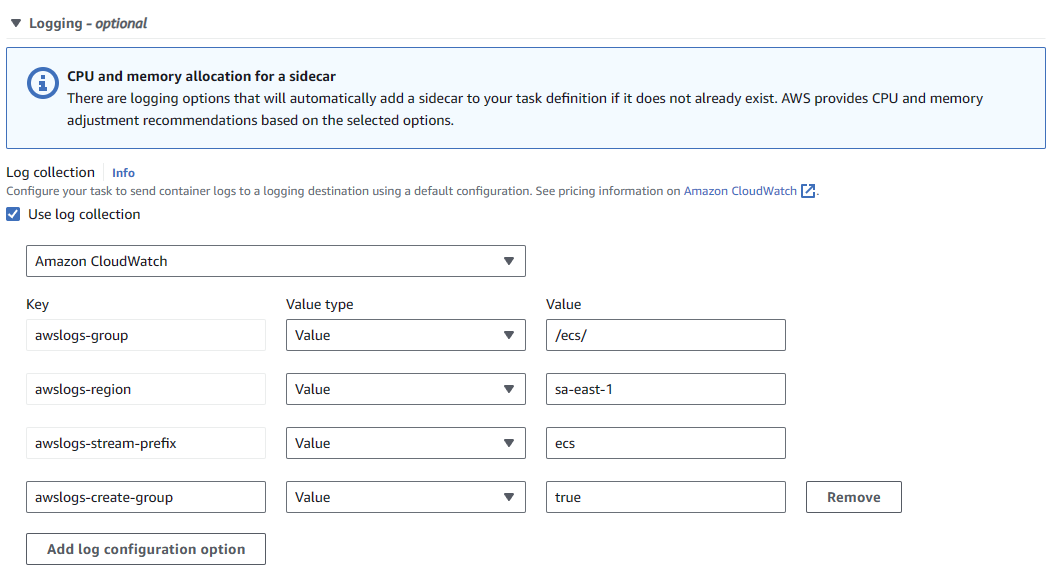 Logging - optional
CPU and memory allocation for a sidecar
There are logging options that will automatically add a sidecar to your task definition if it does not already exist. AWS provides CPU and memory
adjustment recommendations based on the selected options.
Log collection Info
Configure your task to send container logs to a logging destination using a default configuration. See pricing information on Amazon CloudWatch.
Use log collection
Amazon CloudWatch
Key Value type Value
awslogs-group Value /ecs/
awslogs-region Value sa-east-1
awslogs-stream-prefix Value ecs
awslogs-create-group Value true Remove
Add log configuration option